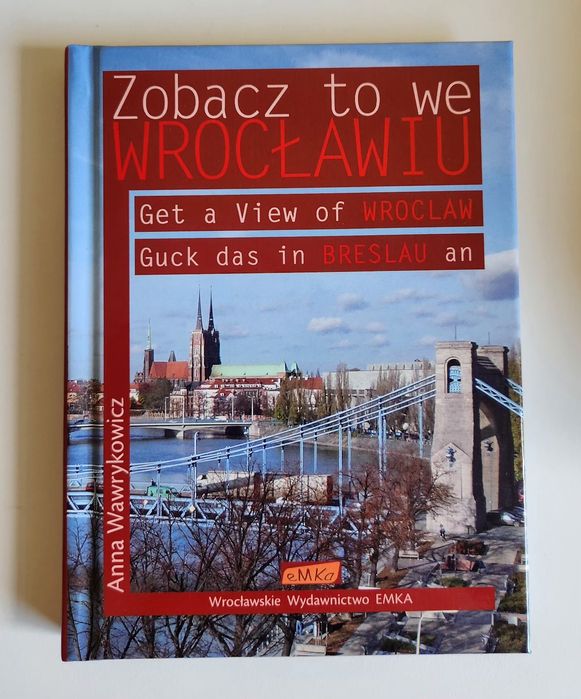 Zobacz to we
WROCŁAWIU
Get a View of WROCLAW
Guck das in BRESLAU an
Anna Wawrykowicz
eMKa
Wrocławskie Wydawnictwo EMKA